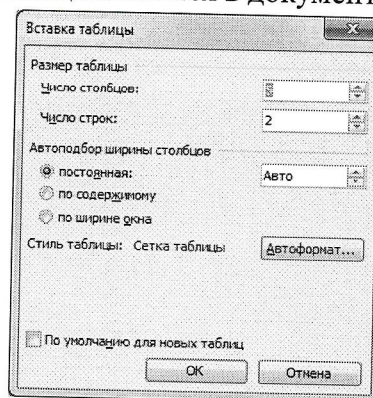 в документ
Вставка таблицы
Размер таблицы
Число столбцов:
Число строк: 2
Автоподбор ширины столбцов
постоянная: Авто
по содержимому
по ширине окна
Стиль таблицы: Сетка таблицы Автоформат...
По умолчанию для новых таблиц
ОК Отмена